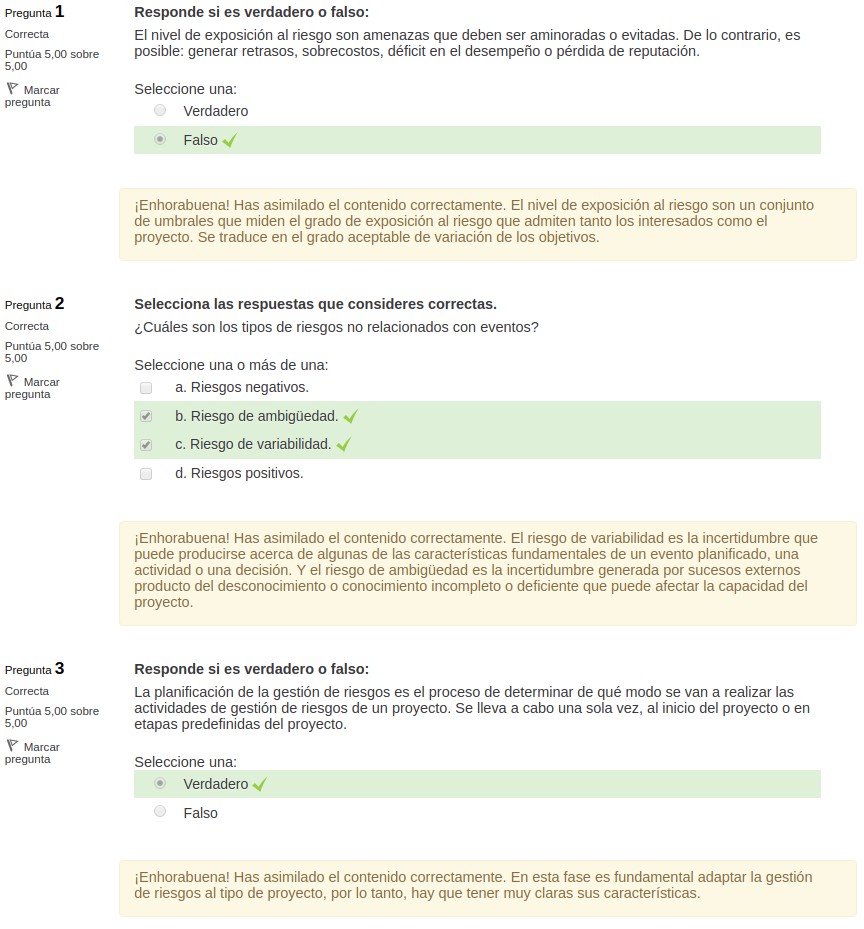 Pregunta 1
Correcta
Puntúa 5,00 sobre
5,00
Marcar
pregunta
Responde si es verdadero o falso:
El nivel de exposición al riesgo son amenazas que deben ser aminoradas o evitadas. De lo contrario, es
posible: generar retrasos, sobrecostos, déficit en el desempeño o pérdida de reputación.
Seleccione una:
Verdadero
Falso
¡Enhorabuena! Has asimilado el contenido correctamente. El nivel de exposición al riesgo son un conjunto
de umbrales que miden el grado de exposición al riesgo que admiten tanto los interesados como el
proyecto. Se traduce en el grado aceptable de variación de los objetivos.
Pregunta 2
Correcta
Puntúa 5,00 sobre
5,00
Marcar
pregunta
Selecciona las respuestas que consideres correctas.
¿Cuáles son los tipos de riesgos no relacionados con eventos?
Seleccione una o más de una:
a. Riesgos negativos.
b. Riesgo de ambigüedad.
c. Riesgo de variabilidad.
d. Riesgos positivos.
¡Enhorabuena! Has asimilado el contenido correctamente. El riesgo de variabilidad es la incertidumbre que
puede producirse acerca de algunas de las características fundamentales de un evento planificado, una
actividad o una decisión. Y el riesgo de ambigüedad es la incertidumbre generada por sucesos externos
producto del desconocimiento o conocimiento incompleto o deficiente que puede afectar la capacidad del
proyecto.
Pregunta 3
Correcta
Puntúa 5,00 sobre
5,00
Marcar
pregunta
Responde si es verdadero o falso:
La planificación de la gestión de riesgos es el proceso de determinar de qué modo se van a realizar las
actividades de gestión de riesgos de un proyecto. Se lleva a cabo una sola vez, al inicio del proyecto o en
etapas predefinidas del proyecto.
Seleccione una:
Verdadero
Falso
¡Enhorabuena! Has asimilado el contenido correctamente. En esta fase es fundamental adaptar la gestión
de riesgos al tipo de proyecto, por lo tanto, hay que tener muy claras sus características.